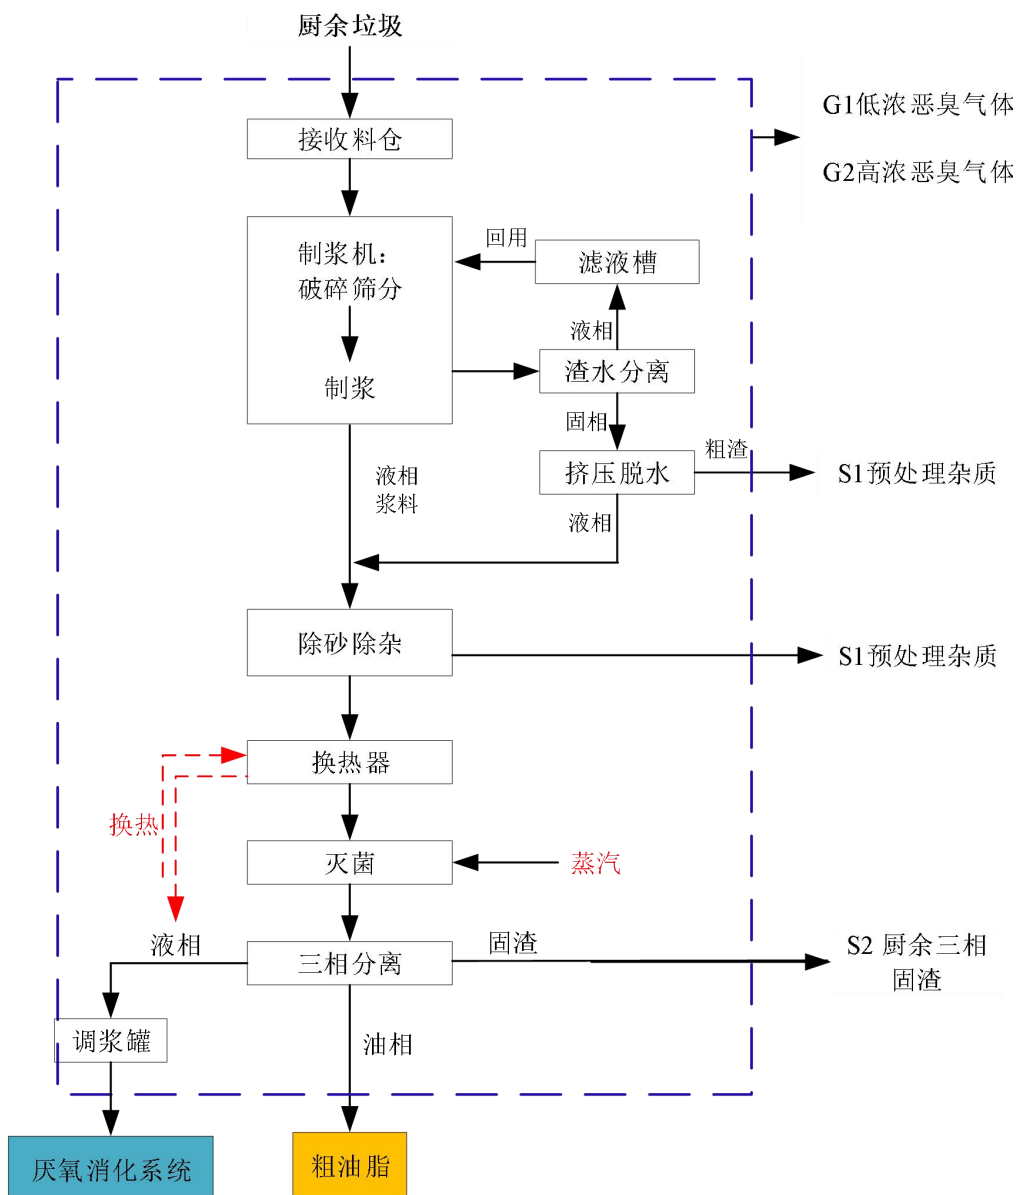 厨余垃圾
G1低浓恶臭气体
接收料仓
G2高浓恶臭气体
回用
制浆机：
滤液槽
破碎筛分
液相
渣水分离
制浆
固相
粗渣
挤压脱水
S1预处理杂质
液相
浆料
液相
除砂除杂
S1预处理杂质
换热器
换热
灭菌
蒸汽
液相
固渣
三相分离
S2 厨余三相
固渣
调浆罐
油相
厌氧消化系统
粗油脂